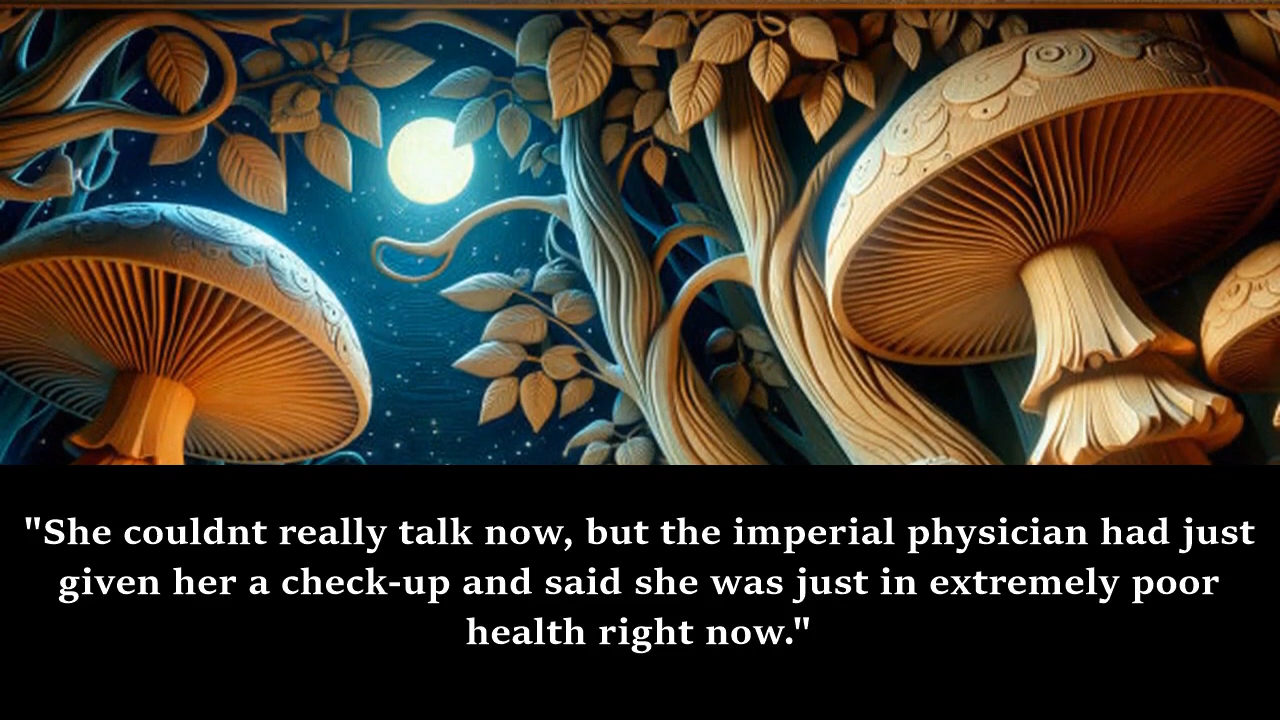 "She couldnt really talk now, but the imperial physician had just
given her a check-up and said she was just in extremely poor
health right now."